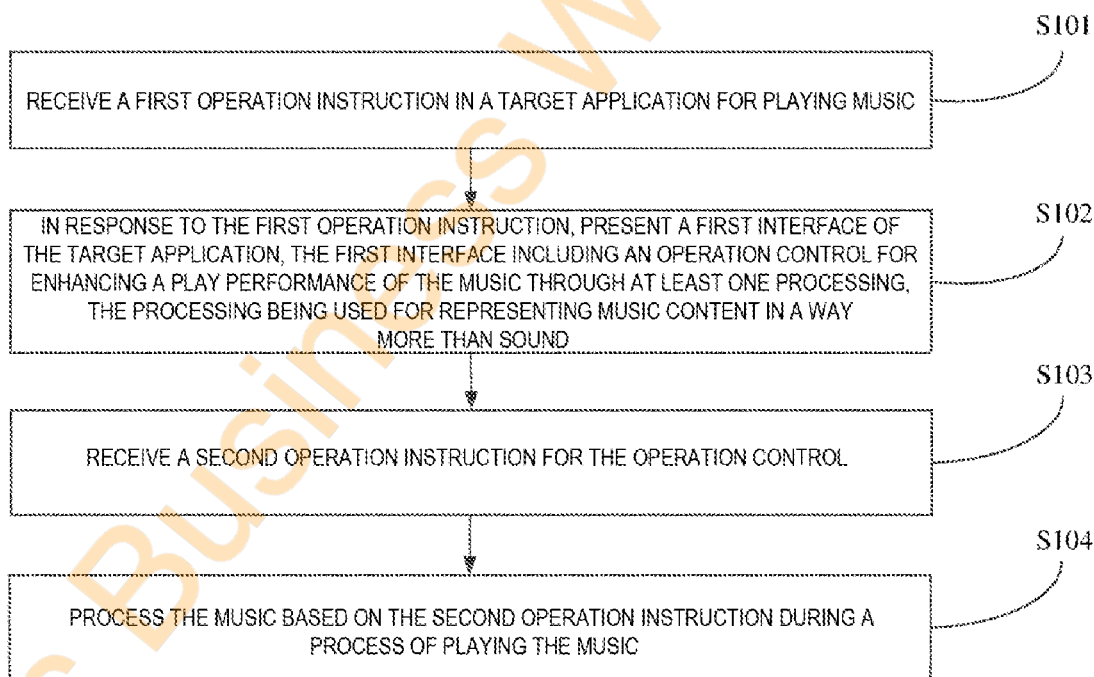 S101
RECEIVE A FIRST OPERATION INSTRUCTION IN A TARGET APPLICATION FOR PLAYING MUSIC
S102
IN RESPONSE TO THE FIRST OPERATION INSTRUCTION, PRESENT A FIRST INTERFACE OF
THE TARGET APPLICATION, THE FIRST INTERFACE INCLUDING AN OPERATION CONTROL FOR
ENHANCING A PLAY PERFORMANCE OF THE MUSIC THROUGH AT LEAST ONE PROCESSING,
THE PROCESSING BEING USED FOR REPRESENTING MUSIC CONTENT IN A WAY
MORE THAN SOUND
S103
RECEIVE A SECOND OPERATION INSTRUCTION FOR THE OPERATION CONTROL
S104
PROCESS THE MUSIC BASED ON THE SECOND OPERATION INSTRUCTION DURING A
PROCESS OF PLAYING THE MUSIC
Business